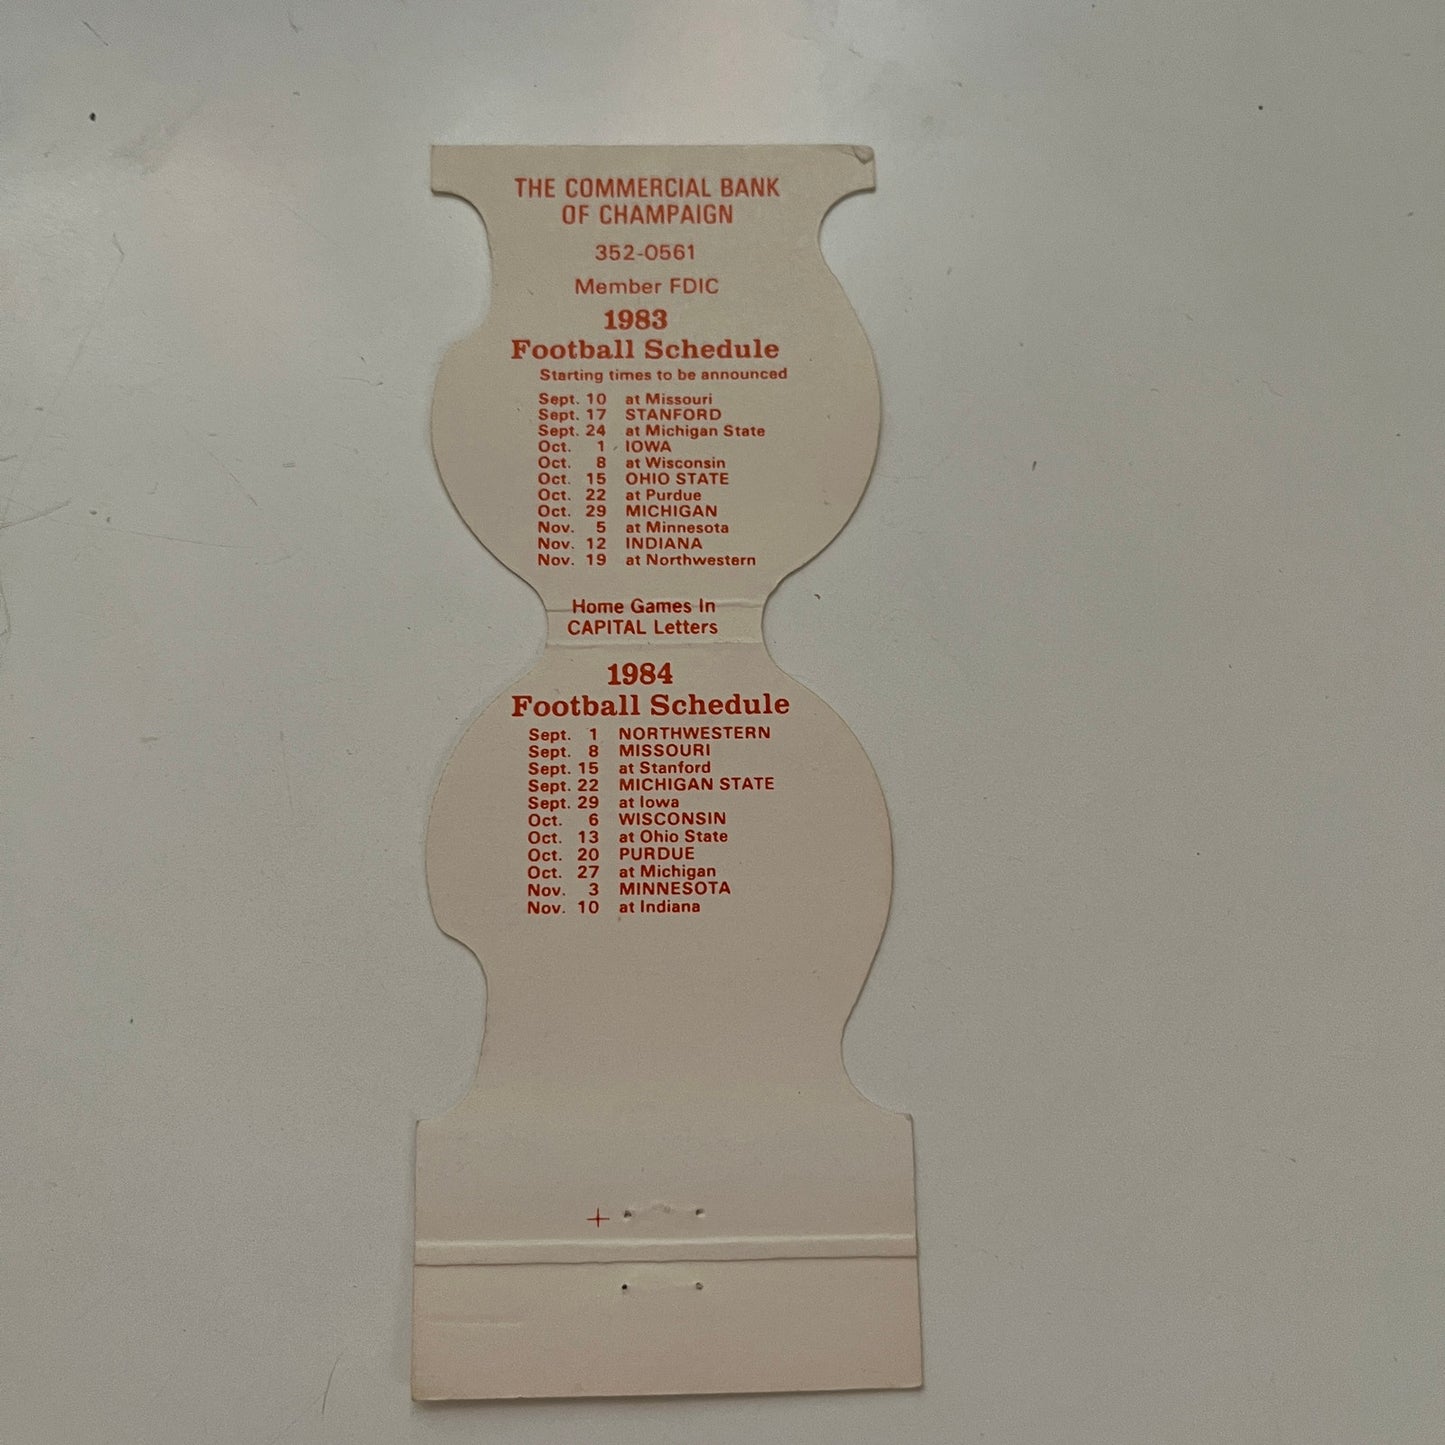 THE COMMERCIAL BANK
OF CHAMPAIGN
352-0561
Member FDIC
1983
Football Schedule
Starting times to be announced
Sept. 10 at Missouri
Sept. 17 STANFORD
Sept. 24 at Michigan State
Oct. 1 IOWA
Oct. 8 at Wisconsin
Oct. 15 OHIO STATE
Oct. 22 at Purdue
Oct. 29 MICHIGAN
Nov. 5 at Minnesota
Nov. 12 INDIANA
Nov. 19 at Northwestern
Home Games In
CAPITAL Letters
1984
Football Schedule
Sept. 1 NORTHWESTERN
Sept. 8 MISSOURI
Sept. 15 at Stanford
Sept. 22 MICHIGAN STATE
Sept. 29 at Iowa
Oct. 6 WISCONSIN
Oct. 13 at Ohio State
Oct. 20 PURDUE
Oct. 27 at Michigan
Nov. 3 MINNESOTA
Nov. 10 at Indiana